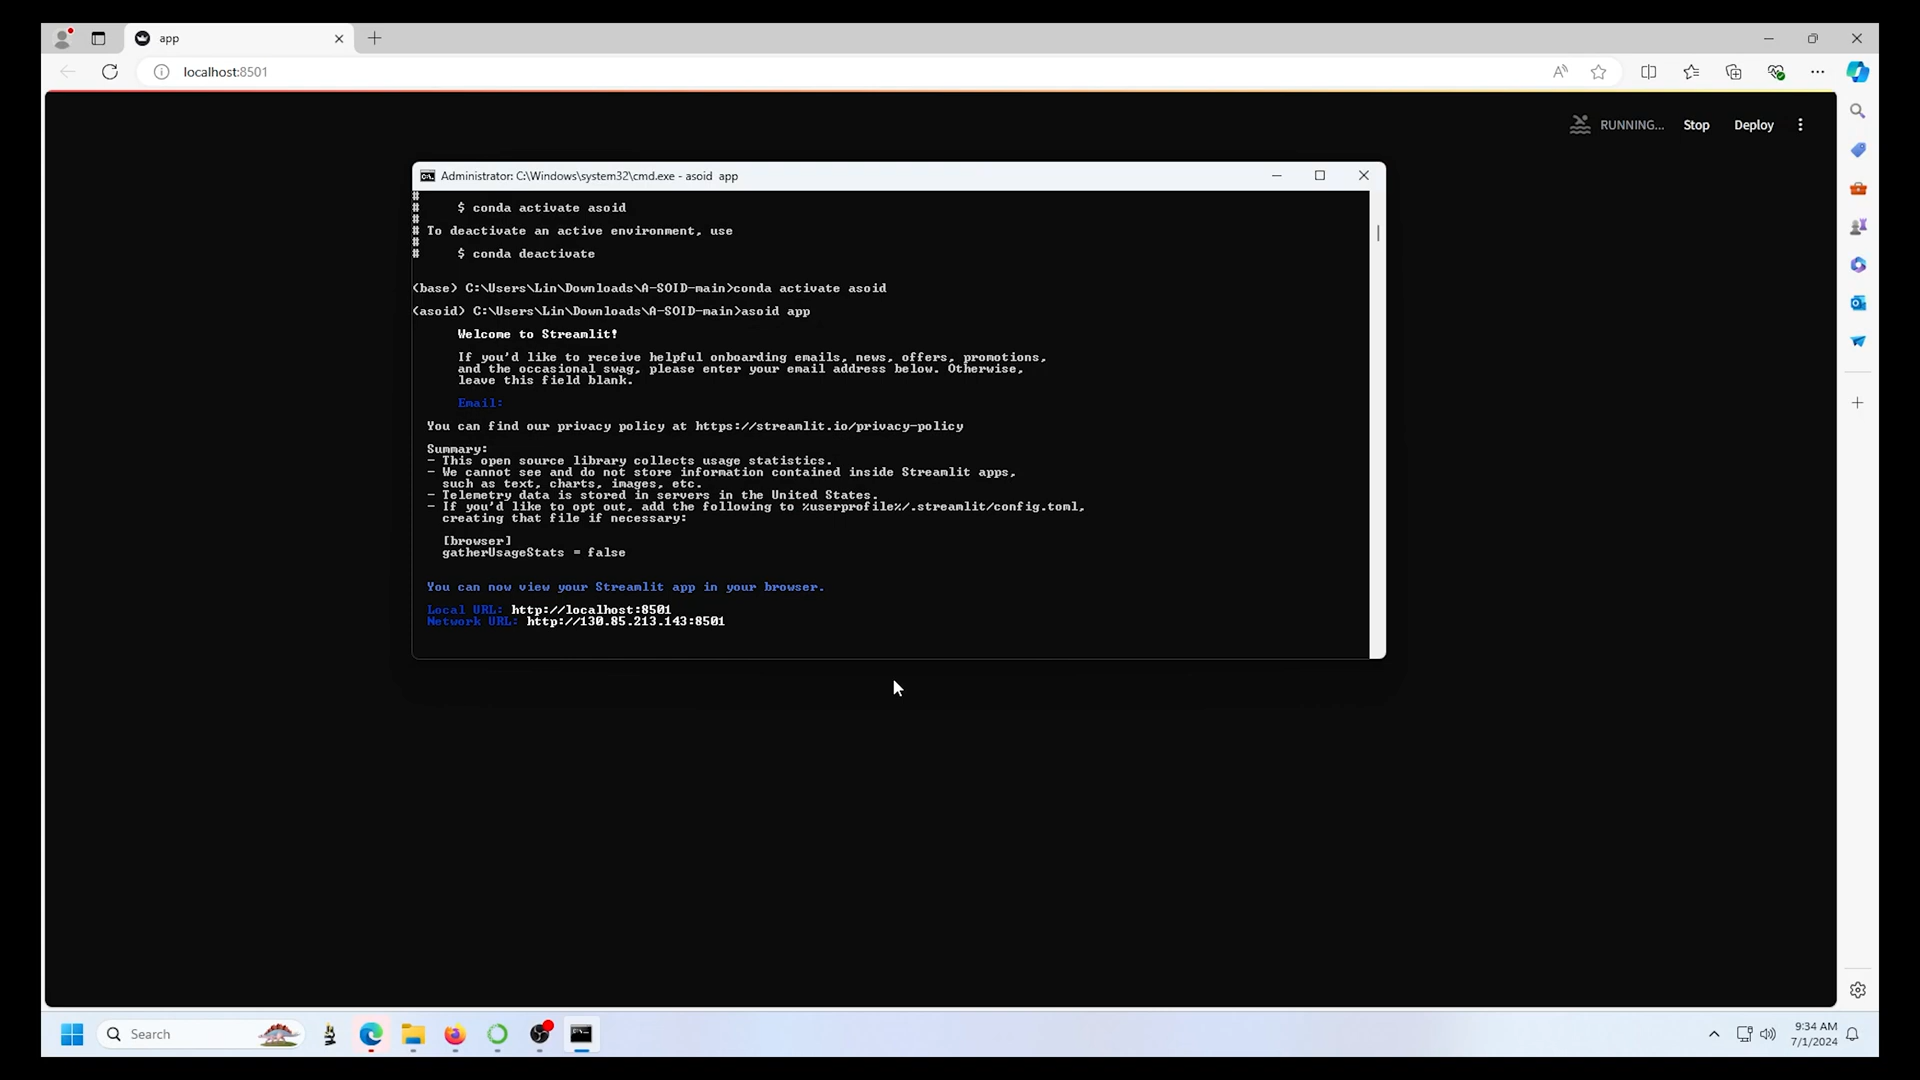 app
localhost:8501
RUNNING...
Stop
Deploy
Administrator: C:\Windows\system32\cmd.exe - asoid  app
#
#     $ conda activate asoid
#
# To deactivate an active environment, use
#
#     $ conda deactivate
(base) C:\Users\Lin\Downloads\A-SOID-main>conda activate asoid
(asoid) C:\Users\Lin\Downloads\A-SOID-main>asoid app
Welcome to Streamlit!
If you'd like to receive helpful onboarding emails, news, offers, promotions,
and the occasional swag, please enter your email address below. Otherwise,
leave this field blank.
Email:
You can find our privacy policy at https://streamlit.io/privacy-policy
Summary:
- This open source library collects usage statistics.
- We cannot see and do not store information contained inside Streamlit apps,
such as text, charts, images, etc.
- Telemetry data is stored in servers in the United States.
- If you'd like to opt out, add the following to %userprofile%/.streamlit/config.toml,
creating that file if necessary:
[browser]
gatherUsageStats = false
You can now view your Streamlit app in your browser.
Local URL: http://localhost:8501
Network URL: http://130.85.213.143:8501
Search
9:34 AM
7/1/2024